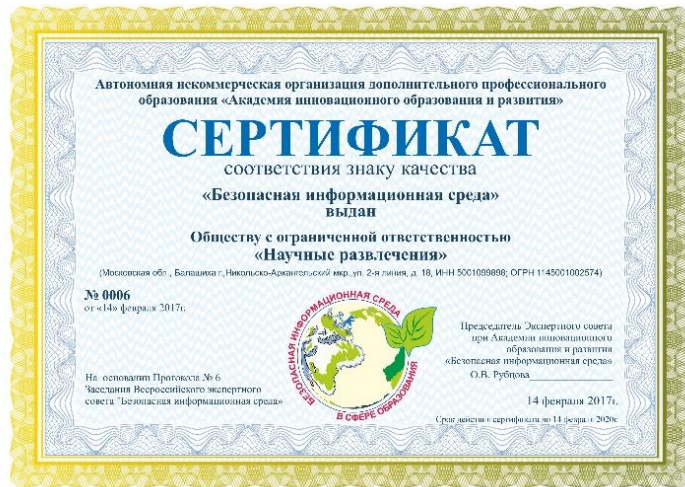 Автономная некоммерческая организация дополнительного профессионального
образования «Академия инновационного образования и развития»
СЕРТИФИКАТ
соответствия знаку качества
«Безопасная информационная среда»
выдан
Обществу с ограниченной ответственностью
«Научные развлечения»
(Московская обл., Балашиха г., Никольско-Архангельский мкр., ул. 2-я линия, д. 18, ИНН 5001099898; ОГРН 1145001002574)
№ 0006
от «14» февраля 2017г.
БЕЗОПАСНАЯ ИНФОРМАЦИОННАЯ СРЕДА
В СФЕРЕ ОБРАЗОВАНИЯ
На основании Протокола № 6
Заседания Всероссийского экспертного
совета "Безопасная информационная среда»
Председатель Экспертного совета
при Академии инновационного
образования и развития
«Безопасная информационная среда»
О.В. Рубцова
14 февраля 2017г.
Срок действия сертификата по 14 февраля 2020г.